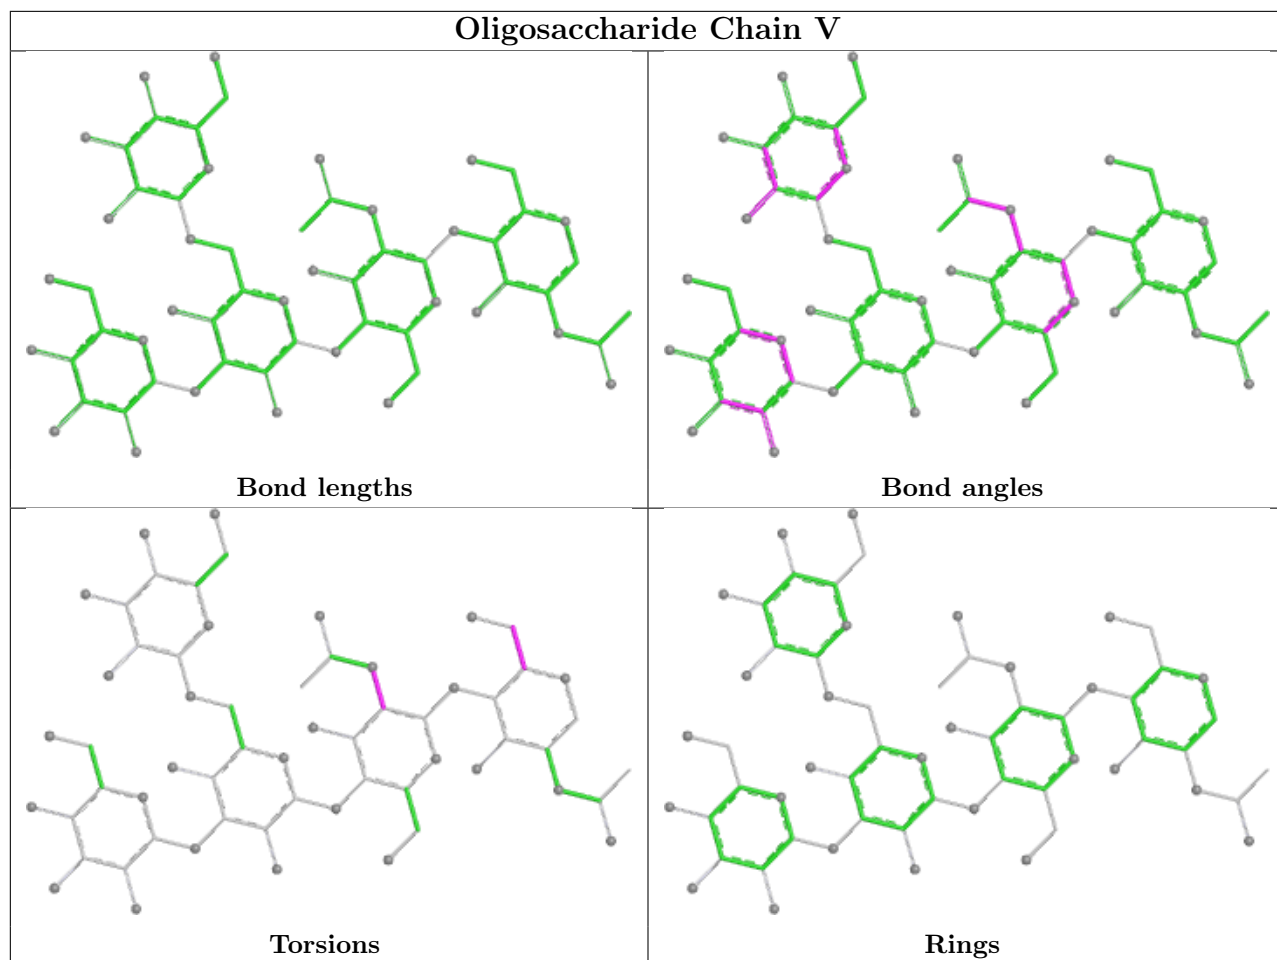 Oligosaccharide Chain V
Bond lengths
Bond angles
Torsions
Rings